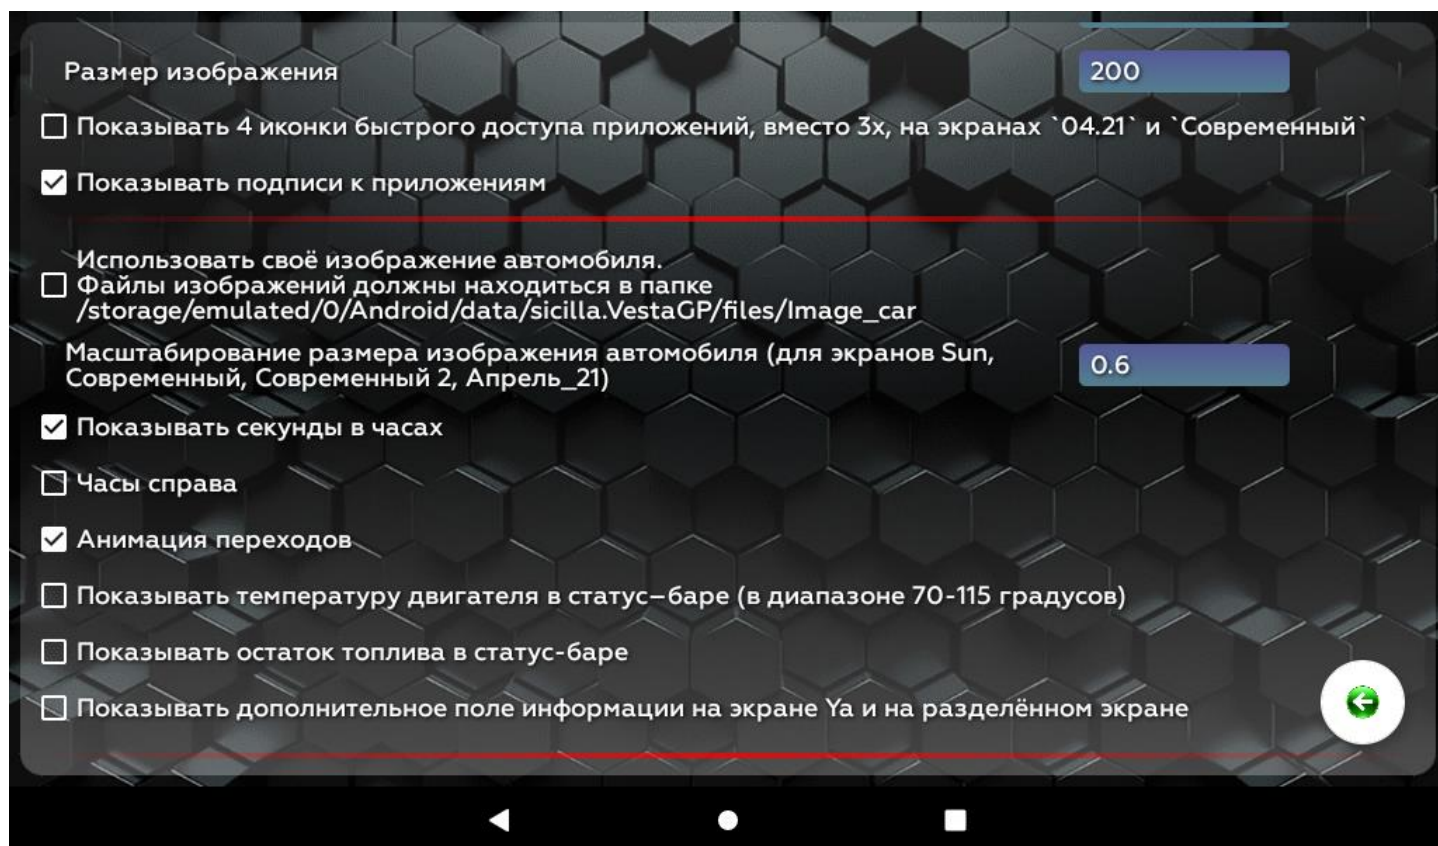 Размер изображения
200
Показывать 4 иконки быстрого доступа приложений, вместо 3х, на экранах `04.21` и `Современный`
Показывать подписи к приложениям
Использовать своё изображение автомобиля.
Файлы изображений должны находиться в папке
/storage/emulated/0/Android/data/sicilla.VestaGP/files/Image_car
Масштабирование размера изображения автомобиля (для экранов Sun,
Современный, Современный 2, Апрель_21)
0.6
Показывать секунды в часах
Часы справа
Анимация переходов
Показывать температуру двигателя в статус–баре (в диапазоне 70-115 градусов)
Показывать остаток топлива в статус-баре
Показывать дополнительное поле информации на экране Ya и на разделённом экране